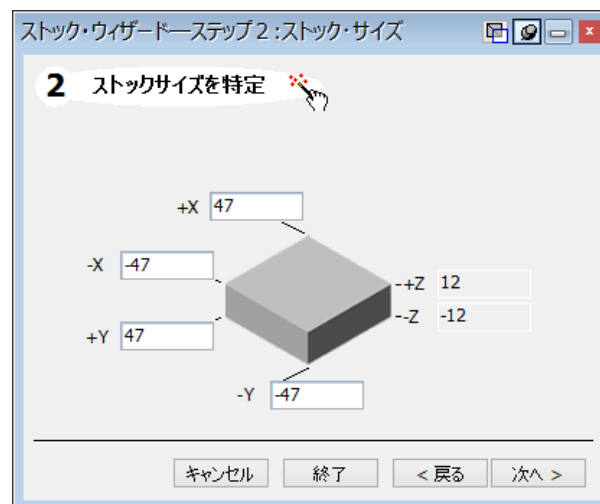 ストック・ウィザード―ステップ2:ストック・サイズ
2 ストックサイズを特定
+X 47
-X -47
+Z 12
-Z -12
+Y 47
-Y -47
キャンセル 終了 < 戻る 次へ >